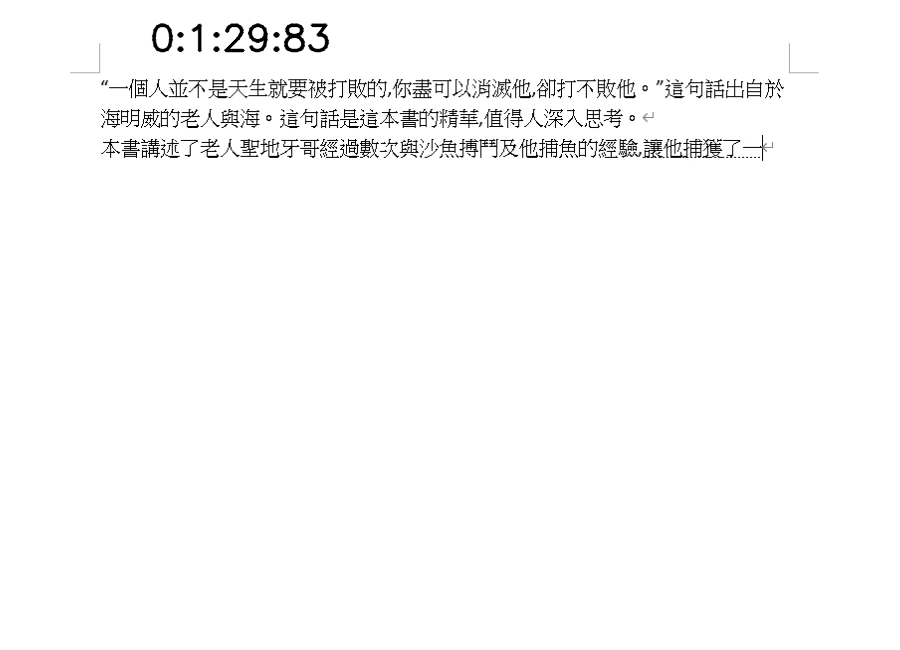 0:1:29:83
“一個人並不是天生就要被打敗的,你盡可以消滅他,卻打不敗他。”這句話出自於
海明威的老人與海。這句話是這本書的精華,值得人深入思考。
本書講述了老人聖地牙哥經過數次與沙魚搏鬥及他捕魚的經驗,讓他捕獲了一